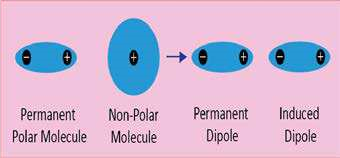 − + + − + − +
Permanent Non-Polar Permanent Induced
Polar Molecule Molecule Dipole Dipole